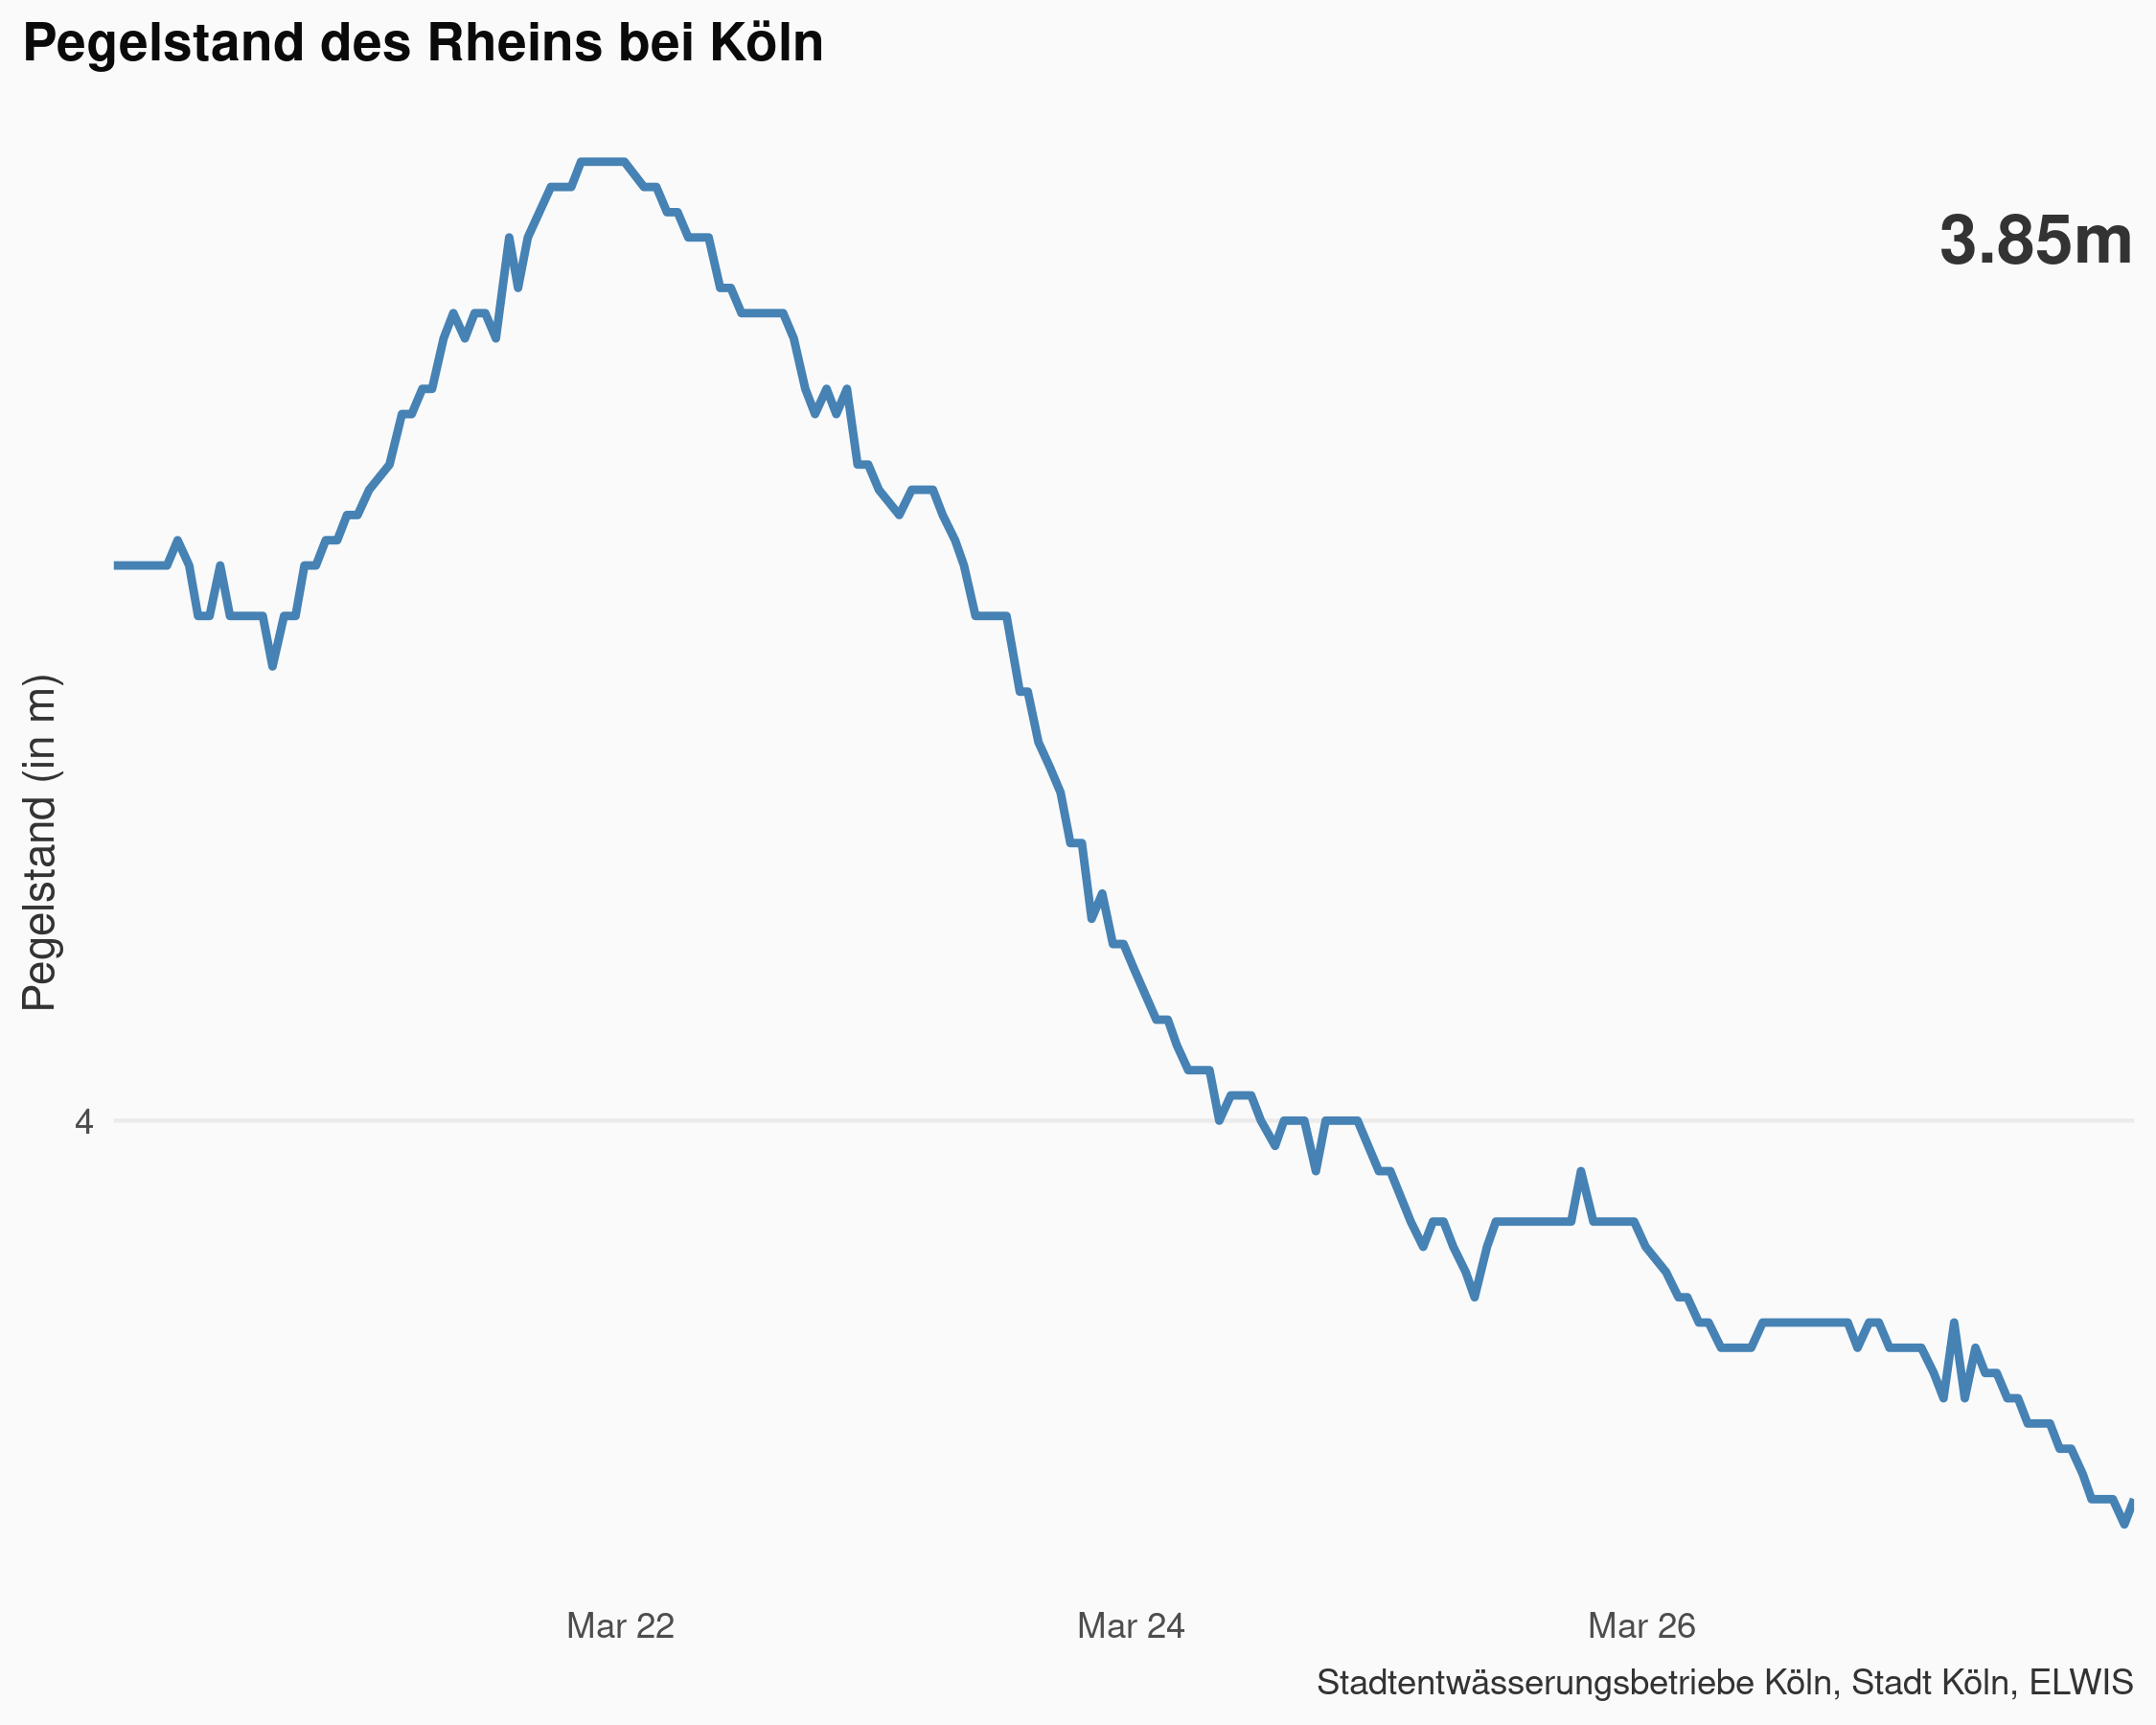 Pegelstand des Rheins bei Köln
3.85m
Pegelstand (in m)
4
Mar 22
Mar 24
Mar 26
Stadtentwässerungsbetriebe Köln, Stadt Köln, ELWIS